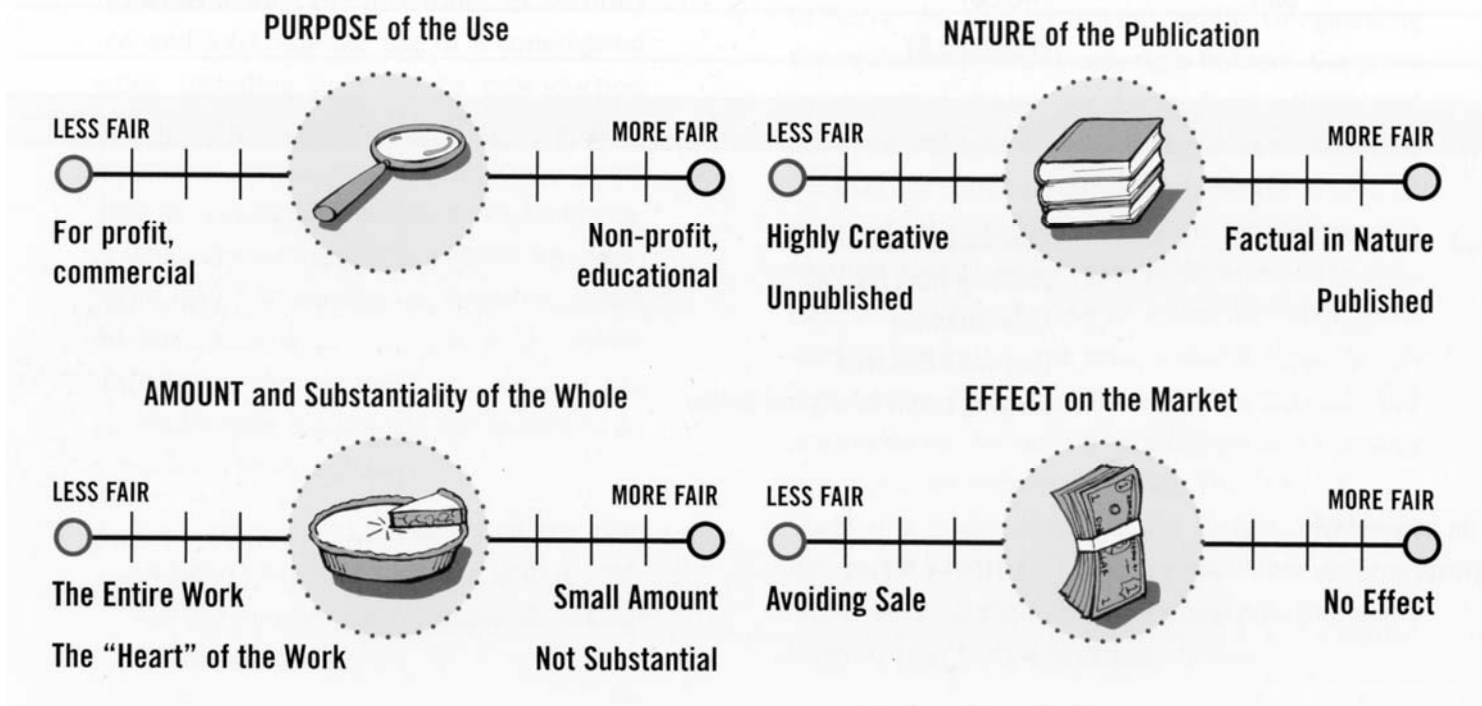 PURPOSE of the Use
LESS FAIR
MORE FAIR
For profit,
commercial
Non-profit,
educational
NATURE of the Publication
LESS FAIR
MORE FAIR
Highly Creative
Unpublished
Factual in Nature
Published
AMOUNT and Substantiality of the Whole
LESS FAIR
MORE FAIR
The Entire Work
The “Heart” of the Work
Small Amount
Not Substantial
EFFECT on the Market
LESS FAIR
MORE FAIR
Avoiding Sale
No Effect